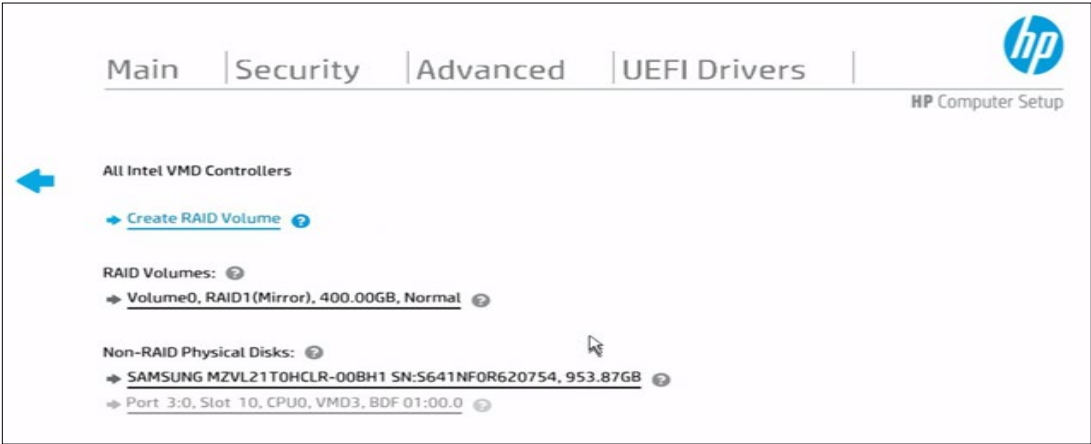 hp
Main Security Advanced UEFI Drivers
HP Computer Setup
All Intel VMD Controllers
Create RAID Volume ?
RAID Volumes: ?
Volume0, RAID1(Mirror), 400.00GB, Normal ?
Non-RAID Physical Disks: ?
SAMSUNG MZVL21T0HCLR-00BH1 SN:S641NF0R620754, 953.87GB ?
Port 3:0, Slot 10, CPU0, VMD3, BDF 01:00.0 ?